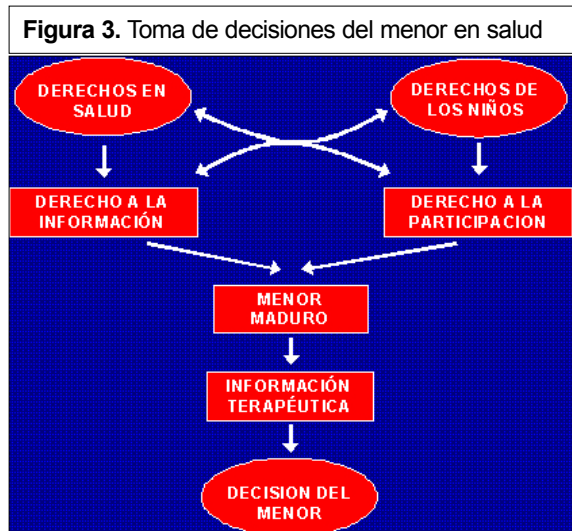 Figura 3. Toma de decisiones del menor en salud
DERECHOS EN
SALUD
DERECHOS DE
LOS NIÑOS
DERECHO A LA
INFORMACIÓN
DERECHO A LA
PARTICIPACION
MENOR
MADURO
INFORMACIÓN
TERAPÉUTICA
DECISION DEL
MENOR